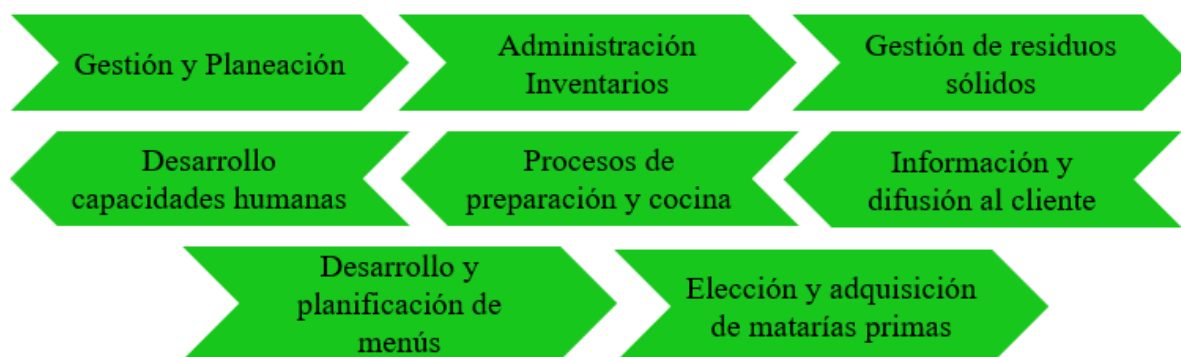 Gestión y Planeación
Administración
Inventarios
Gestión de residuos
sólidos
Desarrollo
capacidades humanas
Procesos de
preparación y cocina
Información y
difusión al cliente
Desarrollo y
planificación de
menús
Elección y adquisición
de matarías primas